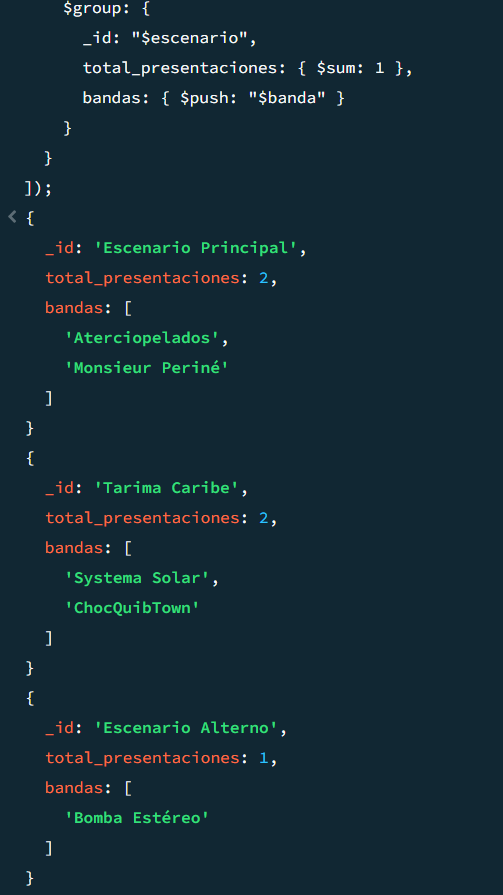 $group: {
_id: "$escenario",
total_presentaciones: { $sum: 1 },
bandas: { $push: "$banda" }
}
}
]);
{
_id: 'Escenario Principal',
total_presentaciones: 2,
bandas: [
'Aterciopelados',
'Monsieur Periné'
]
}
{
_id: 'Tarima Caribe',
total_presentaciones: 2,
bandas: [
'Systema Solar',
'ChocQuibTown'
]
}
{
_id: 'Escenario Alterno',
total_presentaciones: 1,
bandas: [
'Bomba Estéreo'
]
}